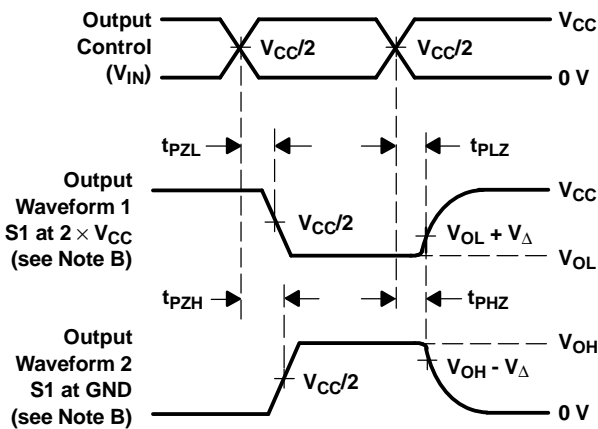 Output
Control
(VIN)
VCC/2
VCC/2
VCC
0 V
tPZL
tPLZ
Output
Waveform 1
S1 at 2 × VCC
(see Note B)
VCC/2
VCC
VOL + VΔ
VOL
tPZH
tPHZ
Output
Waveform 2
S1 at GND
(see Note B)
VCC/2
VOH
VOH - VΔ
0 V